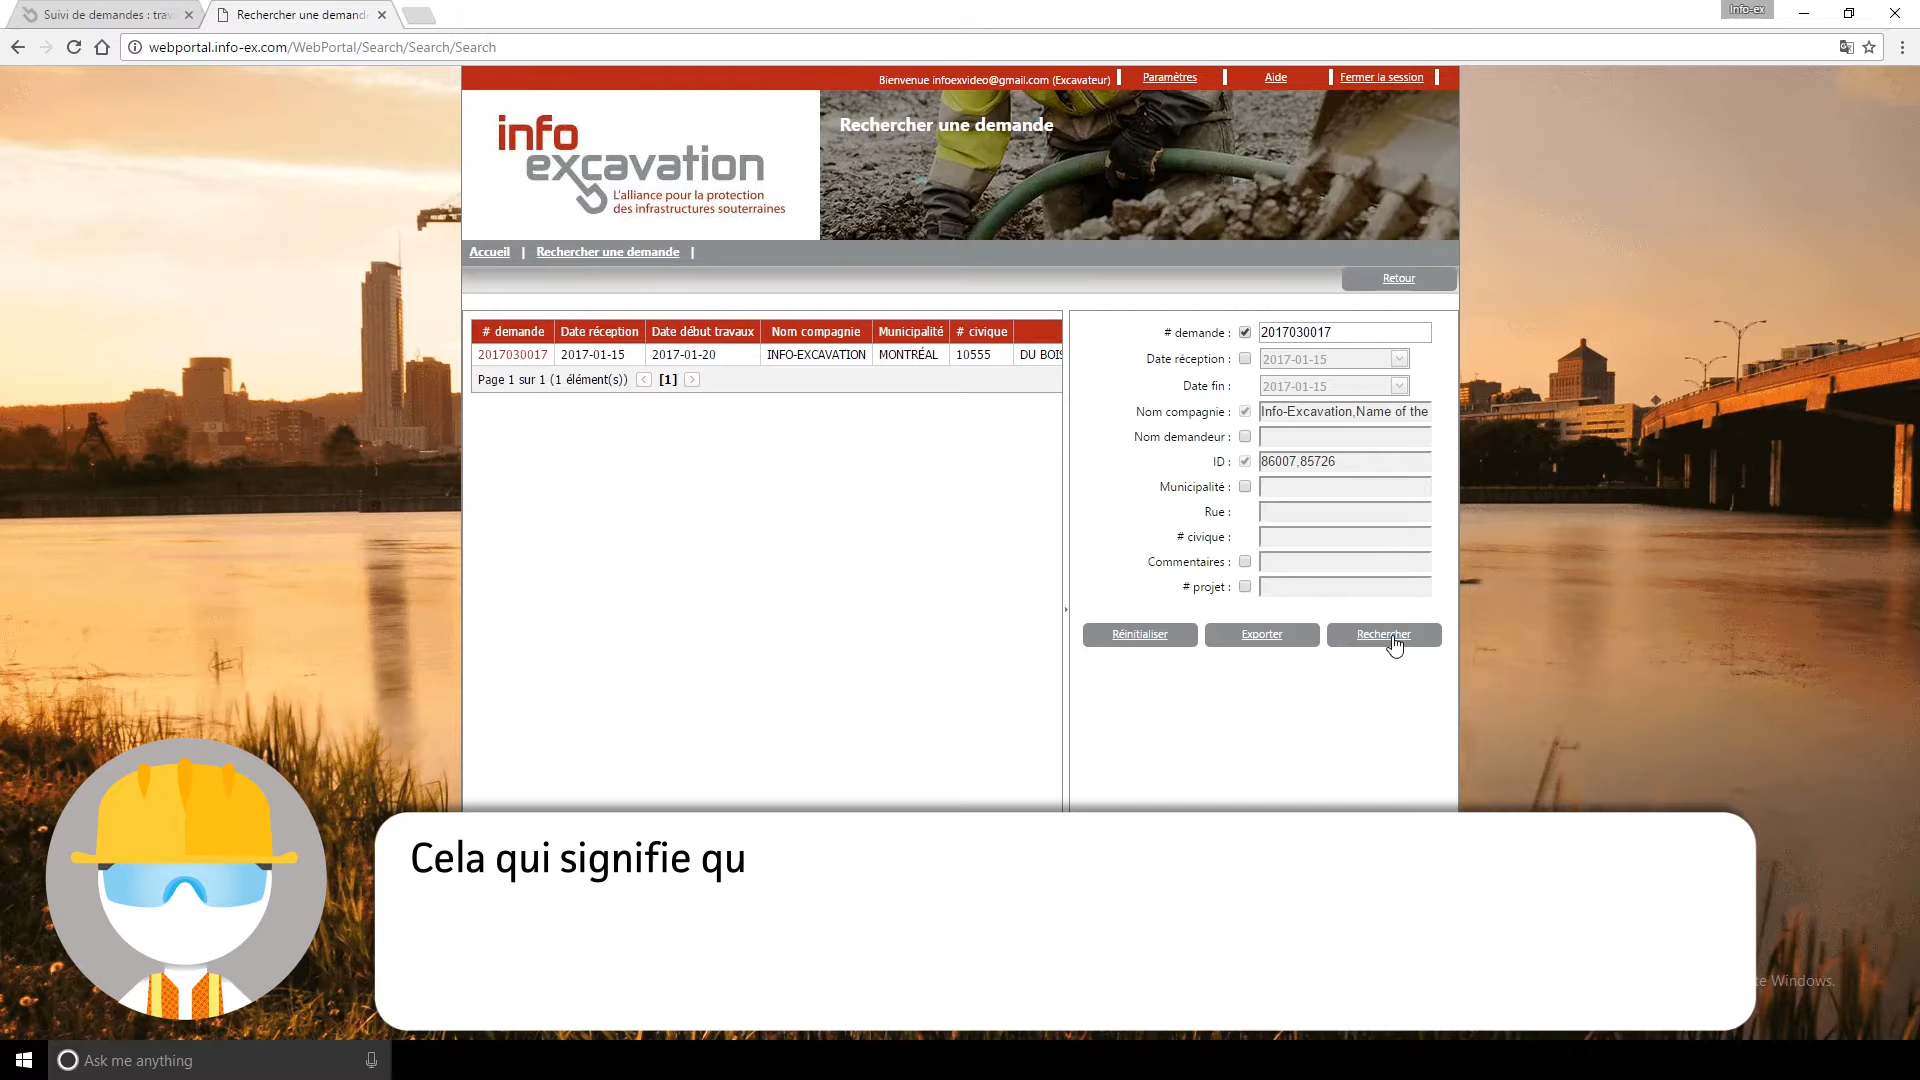 Suivi de demandes : trav
Rechercher une demande
Info-ex
webportal.info-ex.com/WebPortal/Search/Search/Search
Bienvenue infoexvideo@gmail.com (Excavateur)
Paramètres
Aide
Fermer la session
info
excavation
L'alliance pour la protection
des infrastructures souterraines
Rechercher une demande
Accueil | Rechercher une demande |
Retour
# demande Date réception Date début travaux Nom compagnie Municipalité # civique
2017030017 2017-01-15 2017-01-20 INFO-EXCAVATION MONTRÉAL 10555 DU BOIS
Page 1 sur 1 (1 élément(s)) < [1] >
# demande : 2017030017
Date réception : 2017-01-15
Date fin : 2017-01-15
Nom compagnie : Info-Excavation,Name of the
Nom demandeur :
ID : 86007,85726
Municipalité :
Rue :
# civique :
Commentaires :
# projet :
Réinitialiser
Exporter
Rechercher
Cela qui signifie qu
te Windows.
Ask me anything